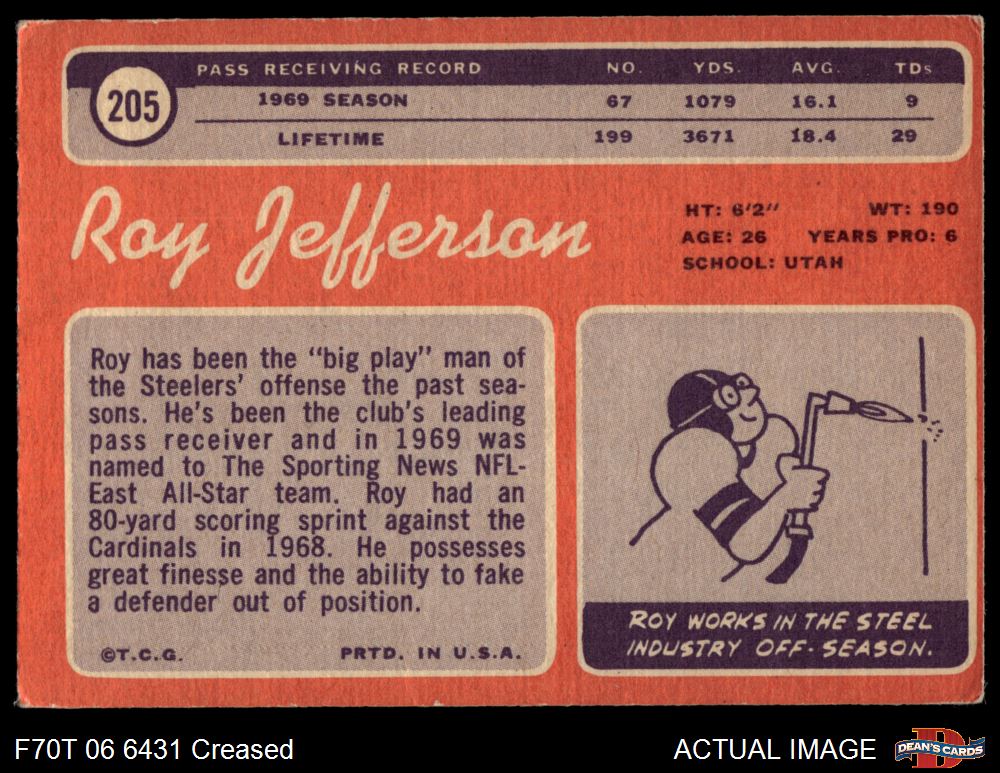 205
PASS RECEIVING RECORD NO. YDS. AVG. TDs
1969 SEASON 67 1079 16.1 9
LIFETIME 199 3671 18.4 29
Roy Jefferson
HT: 6'2" WT: 190
AGE: 26 YEARS PRO: 6
SCHOOL: UTAH
Roy has been the "big play" man of
the Steelers' offense the past sea-
sons. He's been the club's leading
pass receiver and in 1969 was
named to The Sporting News NFL-
East All-Star team. Roy had an
80-yard scoring sprint against the
Cardinals in 1968. He possesses
great finesse and the ability to fake
a defender out of position.
©T.C.G. PRTD. IN U.S.A.
ROY WORKS IN THE STEEL
INDUSTRY OFF-SEASON.
F70T 06 6431 Creased
ACTUAL IMAGE
DEAN'S CARDS